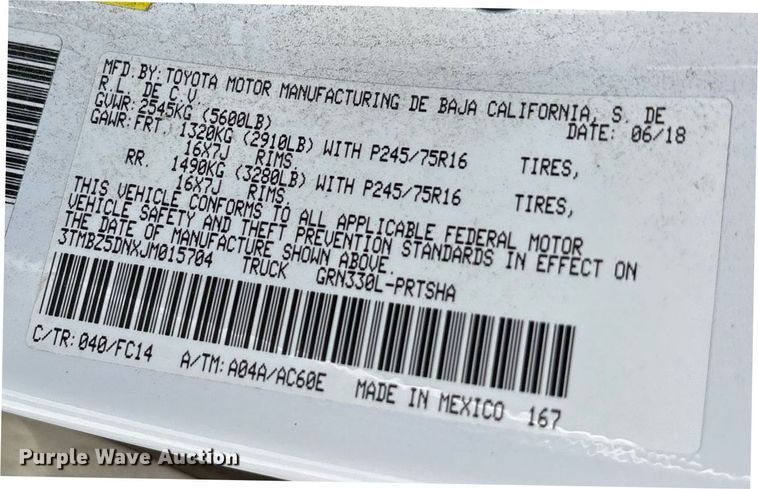 MFD.BY: TOYOTA MOTOR MANUFACTURING DE BAJA CALIFORNIA, S. DE
R.L. DE C.V. DATE: 06/18
GVWR: 2545KG (5600LB)
GAWR: FRT. 1320KG (2910LB) WITH P245/75R16 TIRES,
16X7J RIMS.
RR. 1490KG (3280LB) WITH P245/75R16 TIRES,
16X7J RIMS.
THIS VEHICLE CONFORMS TO ALL APPLICABLE FEDERAL MOTOR
VEHICLE SAFETY AND THEFT PREVENTION STANDARDS IN EFFECT ON
THE DATE OF MANUFACTURE SHOWN ABOVE.
3TMBZ5DNXJM015704 TRUCK GRN330L-PRTSHA
C/TR: 040/FC14 A/TM: A04A/AC60E MADE IN MEXICO 167
Purple Wave Auction